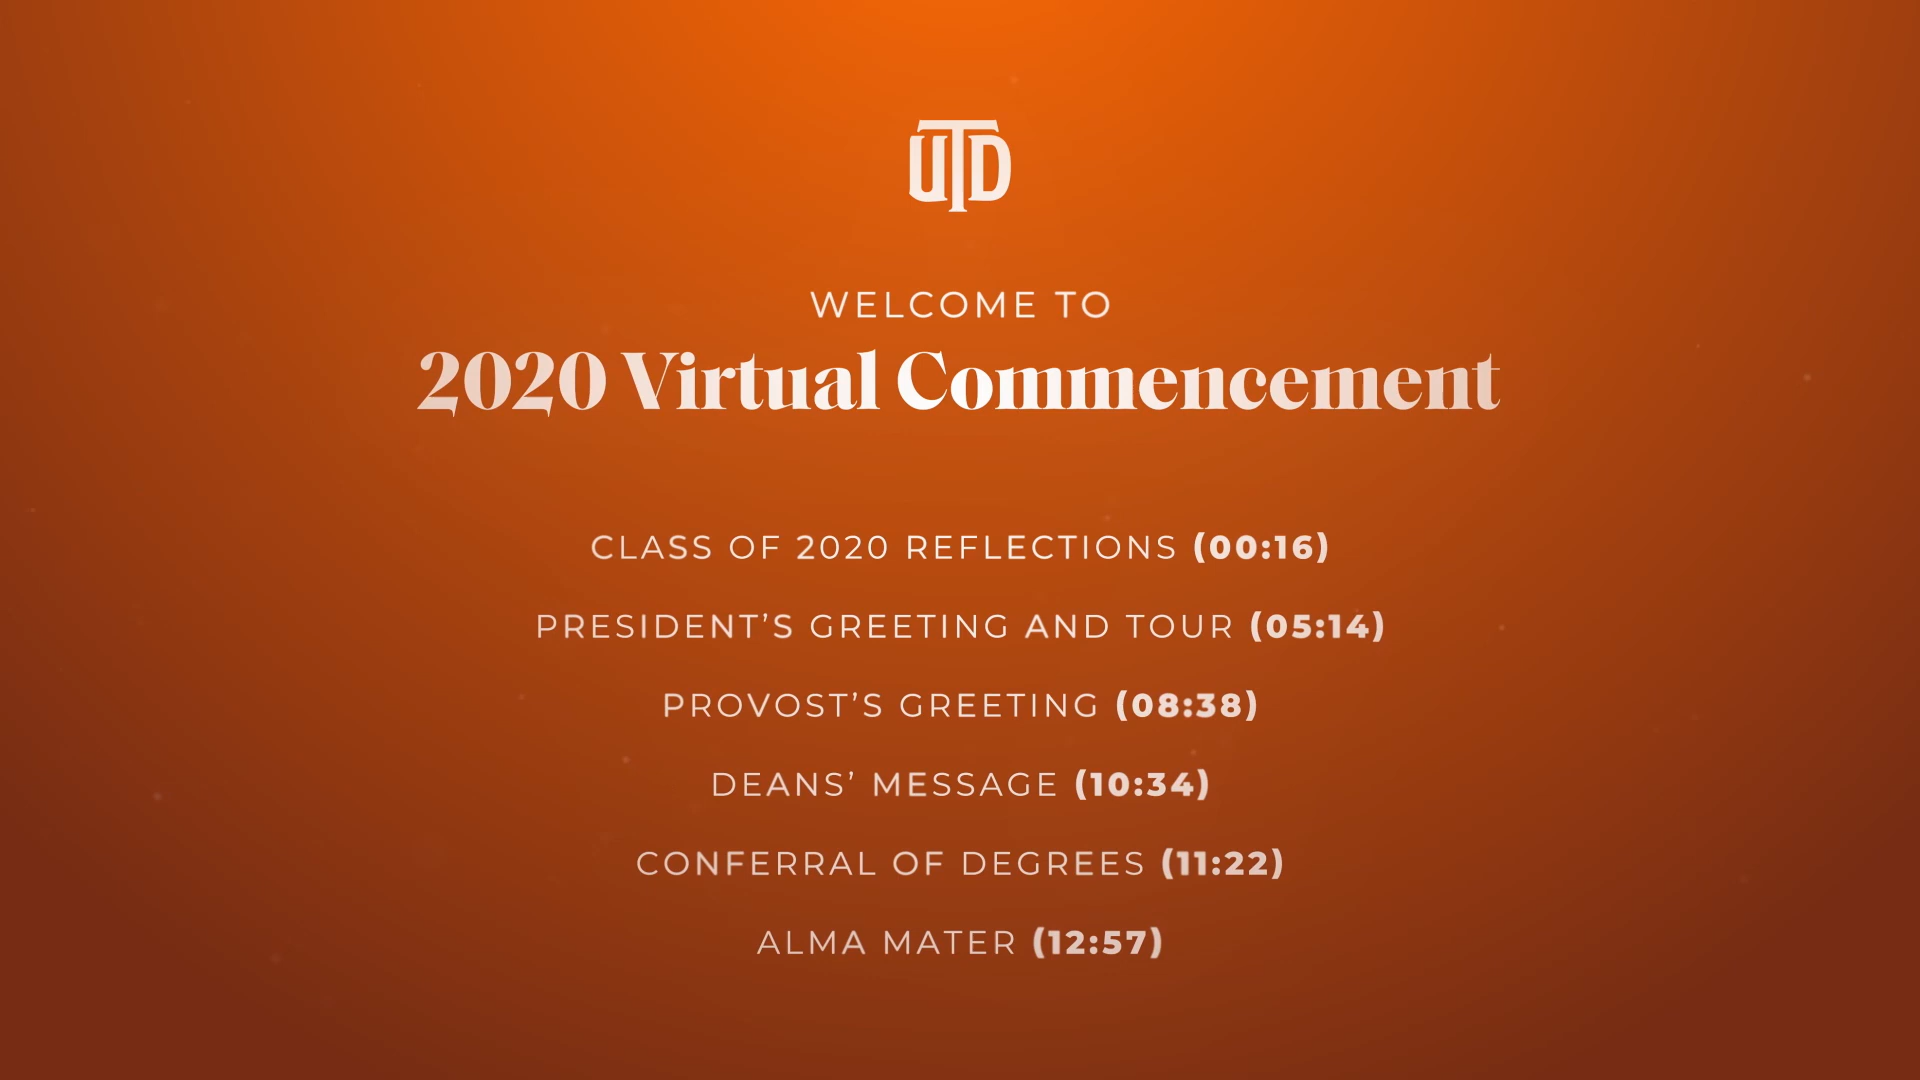 UTD
WELCOME TO
2020 Virtual Commencement
CLASS OF 2020 REFLECTIONS (00:16)
PRESIDENT’S GREETING AND TOUR (05:14)
PROVOST’S GREETING (08:38)
DEANS’ MESSAGE (10:34)
CONFERRAL OF DEGREES (11:22)
ALMA MATER (12:57)